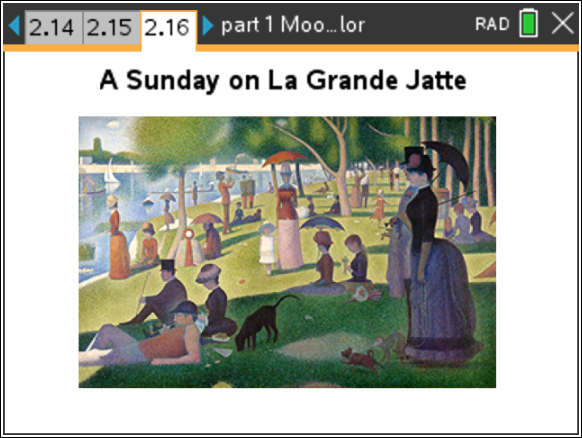 2.14 2.15 2.16 part 1 Moo...lor RAD
A Sunday on La Grande Jatte